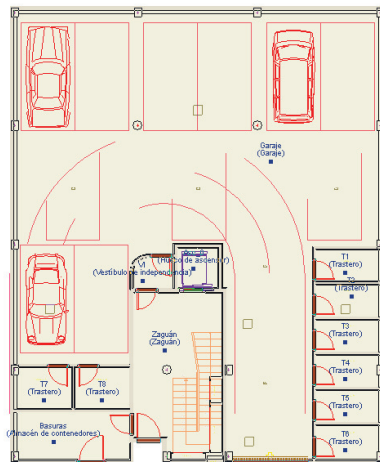 Garaje
(Garaje)
(Hueco de ascensor)
(Vestíbulo de independencia)
T1
(Trastero)
T2
(Trastero)
Zaguán
(Zaguán)
T3
(Trastero)
T4
(Trastero)
T7
(Trastero)
T8
(Trastero)
T5
(Trastero)
Basuras
(Almacén de contenedores)
T6
(Trastero)